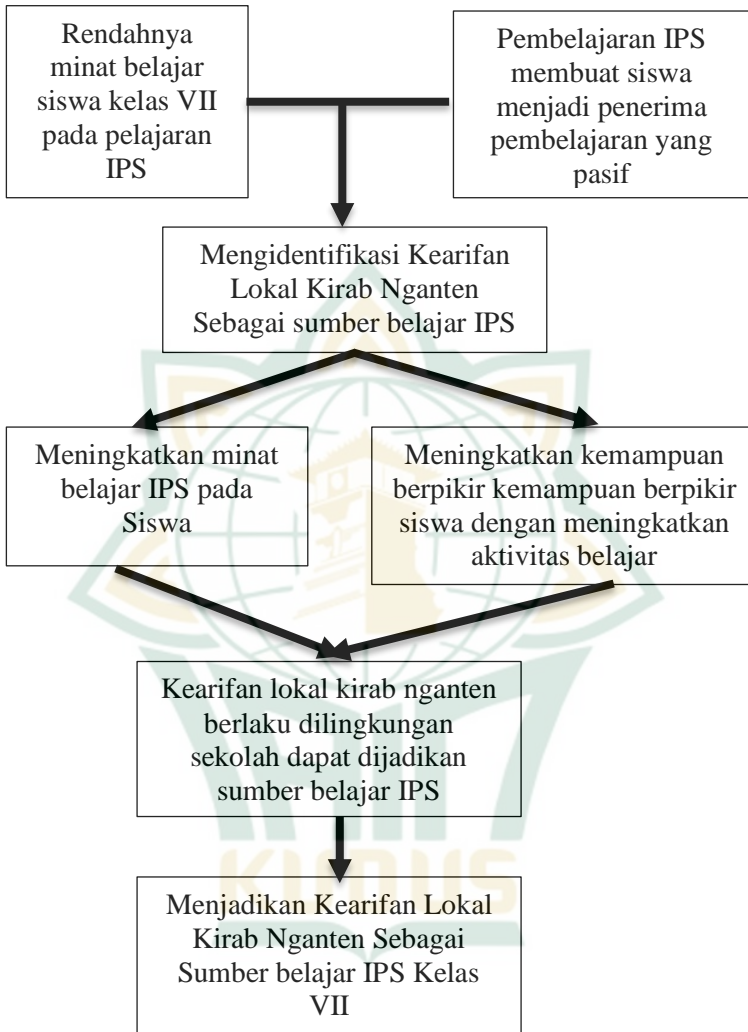 Rendahnya
minat belajar
siswa kelas VII
pada pelajaran
IPS
Pembelajaran IPS
membuat siswa
menjadi penerima
pembelajaran yang
pasif
Mengidentifikasi Kearifan
Lokal Kirab Nganten
Sebagai sumber belajar IPS
Meningkatkan minat
belajar IPS pada
Siswa
Meningkatkan kemampuan
berpikir kemampuan berpikir
siswa dengan meningkatkan
aktivitas belajar
Kearifan lokal kirab nganten
berlaku dilingkungan
sekolah dapat dijadikan
sumber belajar IPS
KUDUS
Menjadikan Kearifan Lokal
Kirab Nganten Sebagai
Sumber belajar IPS Kelas
VII